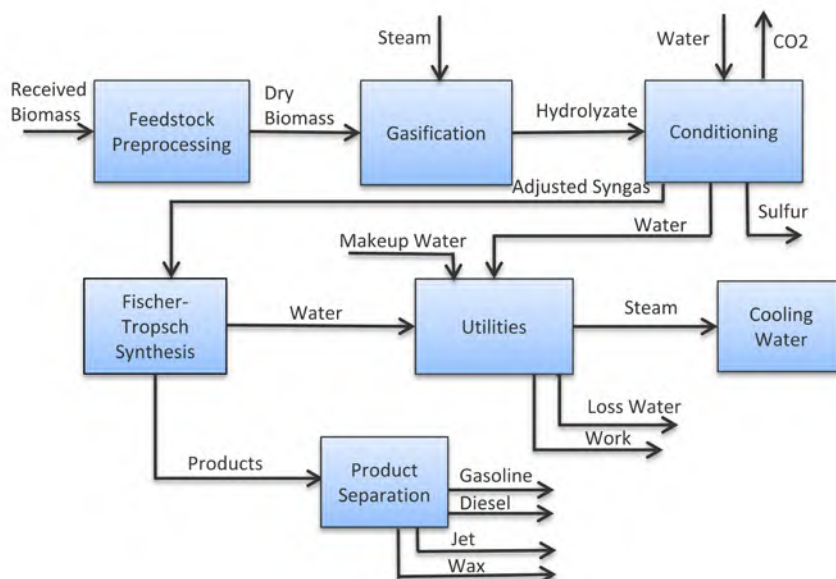 Steam
Water
CO2
Received
Biomass
Feedstock
Preprocessing
Dry
Biomass
Gasification
Hydrolyzate
Conditioning
Adjusted Syngas
Water
Sulfur
Makeup Water
Fischer-
Tropsch
Synthesis
Water
Utilities
Steam
Cooling
Water
Loss Water
Work
Products
Product
Separation
Gasoline
Diesel
Jet
Wax